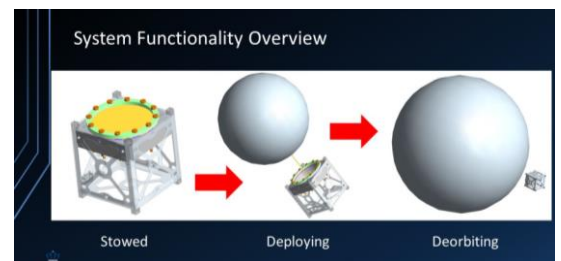 System Functionality Overview
Stowed
Deploying
Deorbiting